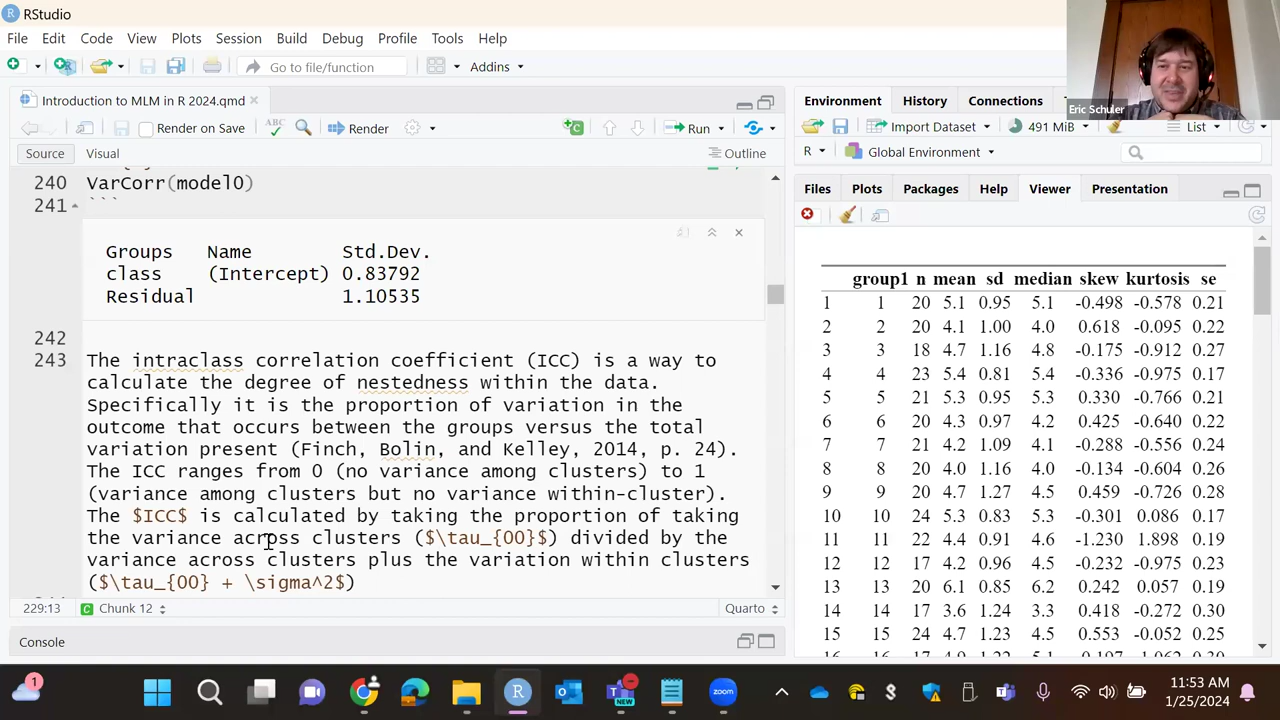 RStudio
File Edit Code View Plots Session Build Debug Profile Tools Help
Go to file/function Addins
Eric Schuler
Introduction to MLM in R 2024.qmd
Render on Save ABC Render Run
Source Visual Outline
240 VarCorr(model0)
241 ```
Groups Name Std.Dev.
class (Intercept) 0.83792
Residual 1.10535
242
243 The intraclass correlation coefficient (ICC) is a way to
calculate the degree of nestedness within the data.
Specifically it is the proportion of variation in the
outcome that occurs between the groups versus the total
variation present (Finch, Bolin, and Kelley, 2014, p. 24).
The ICC ranges from 0 (no variance among clusters) to 1
(variance among clusters but no variance within-cluster).
The $ICC$ is calculated by taking the proportion of taking
the variance across clusters ($\tau_{00}$) divided by the
variance across clusters plus the variation within clusters
($\tau_{00} + \sigma^2$)
229:13 Chunk 12 Quarto
Console
Environment History Connections
Import Dataset 491 MiB List
R Global Environment
Files Plots Packages Help Viewer Presentation
group1 n mean sd median skew kurtosis se
1 1 20 5.1 0.95 5.1 -0.498 -0.578 0.21
2 2 20 4.1 1.00 4.0 0.618 -0.095 0.22
3 3 18 4.7 1.16 4.8 -0.175 -0.912 0.27
4 4 23 5.4 0.81 5.4 -0.336 -0.975 0.17
5 5 21 5.3 0.95 5.3 0.330 -0.766 0.21
6 6 20 4.3 0.97 4.2 0.425 -0.640 0.22
7 7 21 4.2 1.09 4.1 -0.288 -0.556 0.24
8 8 20 4.0 1.16 4.0 -0.134 -0.604 0.26
9 9 20 4.7 1.27 4.5 0.459 -0.726 0.28
10 10 24 5.3 0.83 5.3 -0.301 0.086 0.17
11 11 22 4.4 0.91 4.6 -1.230 1.898 0.19
12 12 17 4.2 0.96 4.5 -0.232 -0.975 0.23
13 13 20 6.1 0.85 6.2 0.242 0.057 0.19
14 14 17 3.6 1.24 3.3 0.418 -0.272 0.30
15 15 24 4.7 1.23 4.5 0.553 -0.052 0.25
1
R
NEW
zoom
11:53 AM
1/25/2024